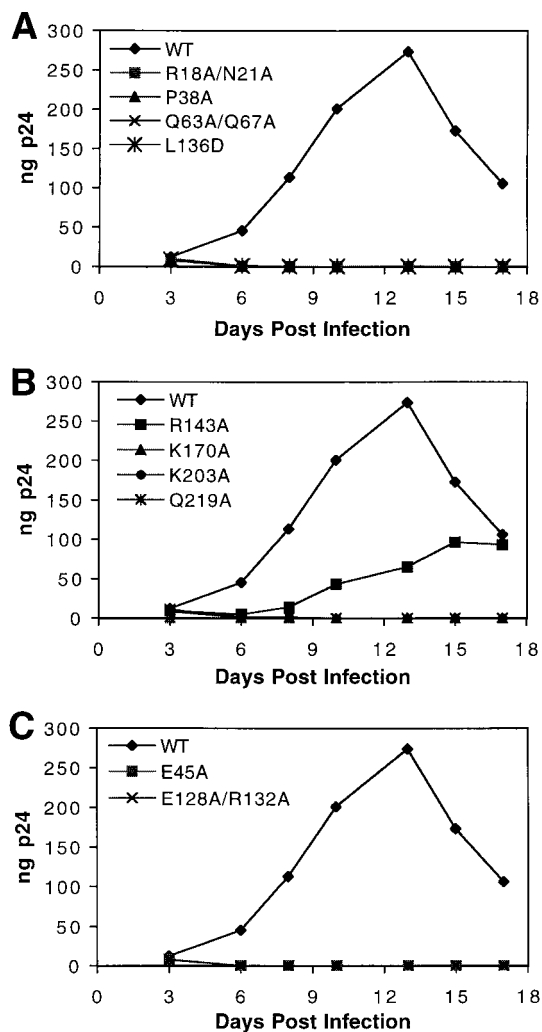 A
300
250
200
150
100
50
0
ng p24
WT
R18A/N21A
P38A
Q63A/Q67A
L136D
0 3 6 9 12 15 18
Days Post Infection
B
300
250
200
150
100
50
0
ng p24
WT
R143A
K170A
K203A
Q219A
0 3 6 9 12 15 18
Days Post Infection
C
300
250
200
150
100
50
0
ng p24
WT
E45A
E128A/R132A
0 3 6 9 12 15 18
Days Post Infection